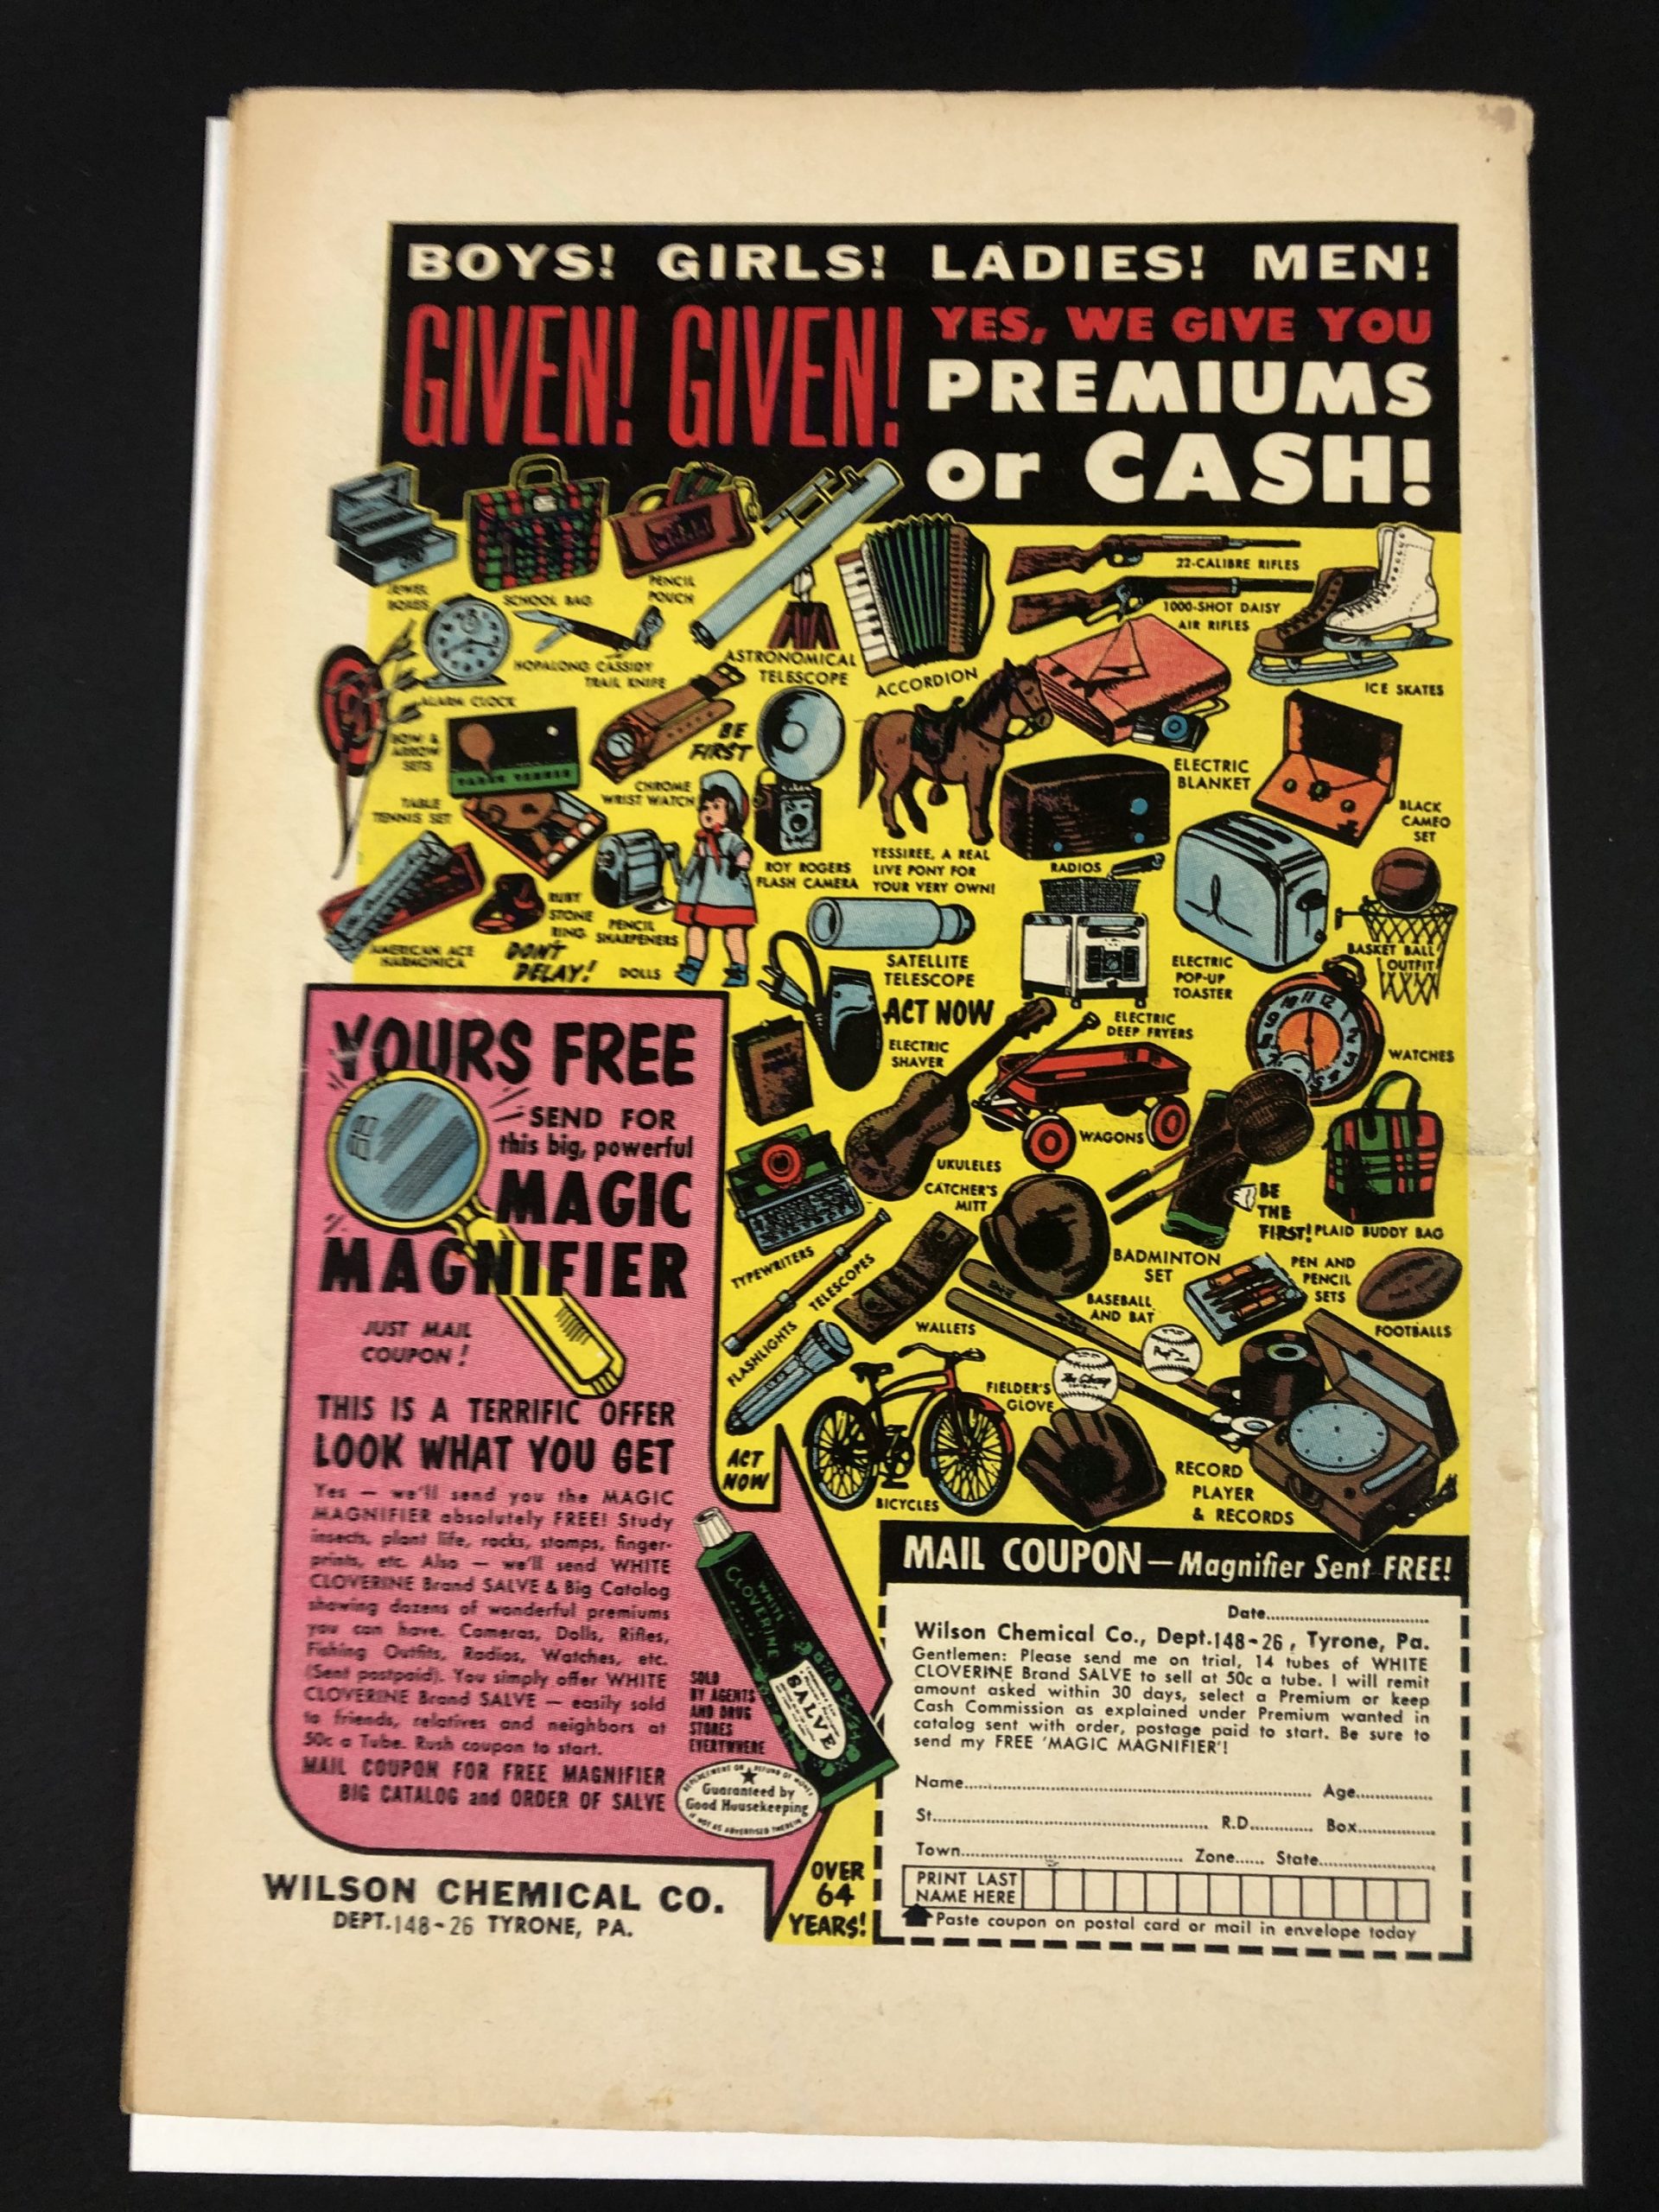 BOYS! GIRLS! LADIES! MEN!
GIVEN! GIVEN!
YES, WE GIVE YOU
PREMIUMS
or CASH!
JEWEL
BOXES
SCHOOL BAG
PENCIL
POUCH
ASTRONOMICAL
TELESCOPE
ACCORDION
22-CALIBRE RIFLES
1000-SHOT DAISY
AIR RIFLES
ICE SKATES
ALARM CLOCK
HOPALONG CASSIDY
TRAIL KNIFE
BOW &
ARROW
SETS
TABLE TENNIS
TABLE
TENNIS SET
CHROME
WRIST WATCH
BE
FIRST
ROY ROGERS
FLASH CAMERA
YESSIREE, A REAL
LIVE PONY FOR
YOUR VERY OWN!
RADIOS
ELECTRIC
BLANKET
BLACK
CAMEO
SET
AMERICAN ACE
HARMONICA
RUBY
STONE
RING
PENCIL
SHARPENERS
DON'T
DELAY!
DOLLS
SATELLITE
TELESCOPE
ELECTRIC
POP-UP
TOASTER
BASKET BALL
OUTFIT
ACT NOW
ELECTRIC
SHAVER
ELECTRIC
DEEP FRYERS
WATCHES
WAGONS
UKULELES
CATCHER'S
MITT
BE
THE
FIRST!
PLAID BUDDY BAG
TYPEWRITERS
TELESCOPES
BADMINTON
SET
PEN AND
PENCIL
SETS
BASEBALL
AND BAT
FOOTBALLS
WALLETS
FLASHLIGHTS
FIELDER'S
GLOVE
BICYCLES
RECORD
PLAYER
& RECORDS
ACT
NOW
YOURS FREE
SEND FOR
this big, powerful
MAGIC
MAGNIFIER
JUST MAIL
COUPON!
THIS IS A TERRIFIC OFFER
LOOK WHAT YOU GET
Yes — we'll send you the MAGIC
MAGNIFIER absolutely FREE! Study
insects, plant life, rocks, stamps, finger-
prints, etc. Also — we'll send WHITE
CLOVERINE Brand SALVE & Big Catalog
showing dozens of wonderful premiums
you can have. Cameras, Dolls, Rifles,
Fishing Outfits, Radios, Watches, etc.
(Sent postpaid). You simply offer WHITE
CLOVERINE Brand SALVE — easily sold
to friends, relatives and neighbors at
50c a Tube. Rush coupon to start.
MAIL COUPON FOR FREE MAGNIFIER
BIG CATALOG and ORDER OF SALVE
WHITE
CLOVERINE
SALVE
SOLD
BY AGENTS
AND DRUG
STORES
EVERYWHERE
REPLACEMENT OR REFUND OF MONEY
Guaranteed by
Good Housekeeping
IF NOT AS ADVERTISED THEREIN
WILSON CHEMICAL CO.
DEPT.148-26 TYRONE, PA.
OVER
64
YEARS!
MAIL COUPON—Magnifier Sent FREE!
Date
Wilson Chemical Co., Dept.148-26, Tyrone, Pa.
Gentlemen: Please send me on trial, 14 tubes of WHITE
CLOVERINE Brand SALVE to sell at 50c a tube. I will remit
amount asked within 30 days, select a Premium or keep
Cash Commission as explained under Premium wanted in
catalog sent with order, postage paid to start. Be sure to
send my FREE 'MAGIC MAGNIFIER'!
Name Age
St. R.D. Box
Town Zone State
PRINT LAST
NAME HERE
Paste coupon on postal card or mail in envelope today